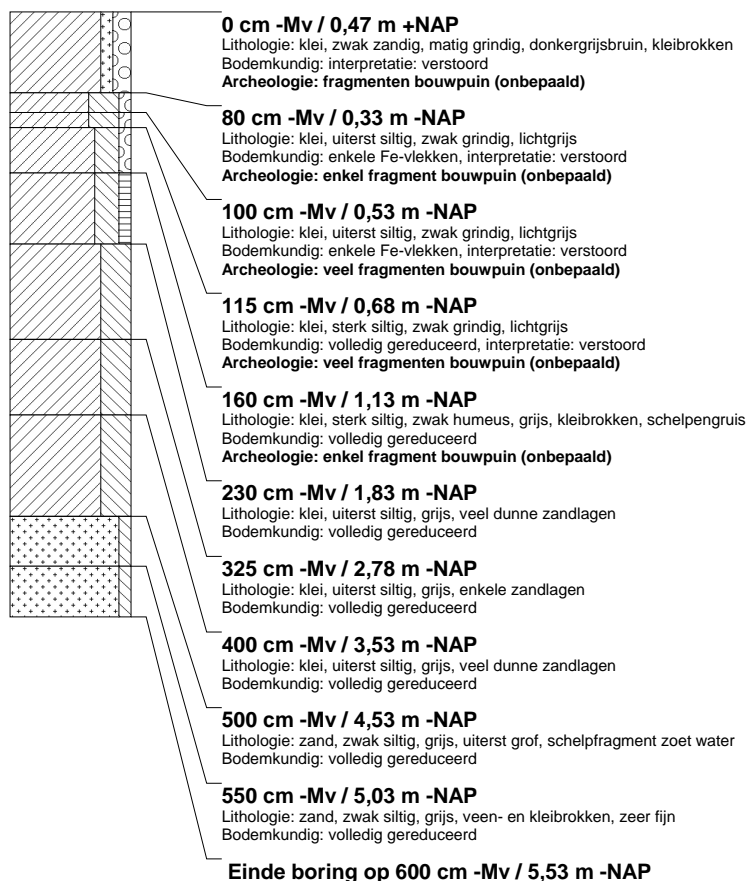 0 cm -Mv / 0,47 m +NAP
Lithologie: klei, zwak zandig, matig grindig, donkergrijsbruin, kleibrokken
Bodemkundig: interpretatie: verstoord
Archeologie: fragmenten bouwpuin (onbepaald)
80 cm -Mv / 0,33 m -NAP
Lithologie: klei, uiterst siltig, zwak grindig, lichtgrijs
Bodemkundig: enkele Fe-vlekken, interpretatie: verstoord
Archeologie: enkel fragment bouwpuin (onbepaald)
100 cm -Mv / 0,53 m -NAP
Lithologie: klei, uiterst siltig, zwak grindig, lichtgrijs
Bodemkundig: enkele Fe-vlekken, interpretatie: verstoord
Archeologie: veel fragmenten bouwpuin (onbepaald)
115 cm -Mv / 0,68 m -NAP
Lithologie: klei, sterk siltig, zwak grindig, lichtgrijs
Bodemkundig: volledig gereduceerd, interpretatie: verstoord
Archeologie: veel fragmenten bouwpuin (onbepaald)
160 cm -Mv / 1,13 m -NAP
Lithologie: klei, sterk siltig, zwak humeus, grijs, kleibrokken, schelpengruis
Bodemkundig: volledig gereduceerd
Archeologie: enkel fragment bouwpuin (onbepaald)
230 cm -Mv / 1,83 m -NAP
Lithologie: klei, uiterst siltig, grijs, veel dunne zandlagen
Bodemkundig: volledig gereduceerd
325 cm -Mv / 2,78 m -NAP
Lithologie: klei, uiterst siltig, grijs, enkele zandlagen
Bodemkundig: volledig gereduceerd
400 cm -Mv / 3,53 m -NAP
Lithologie: klei, uiterst siltig, grijs, veel dunne zandlagen
Bodemkundig: volledig gereduceerd
500 cm -Mv / 4,53 m -NAP
Lithologie: zand, zwak siltig, grijs, uiterst grof, schelpfragment zoet water
Bodemkundig: volledig gereduceerd
550 cm -Mv / 5,03 m -NAP
Lithologie: zand, zwak siltig, grijs, veen- en kleibrokken, zeer fijn
Bodemkundig: volledig gereduceerd
Einde boring op 600 cm -Mv / 5,53 m -NAP